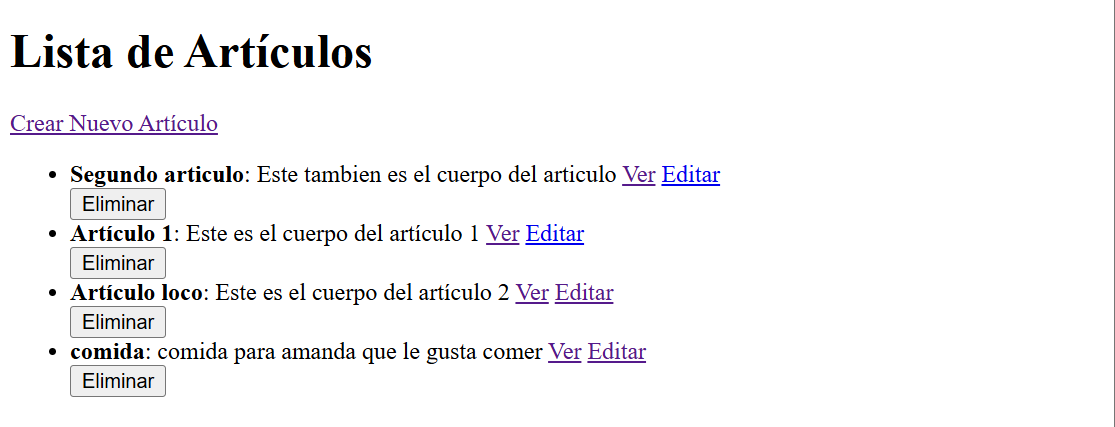 Lista de Artículos
Crear Nuevo Artículo
Segundo articulo: Este tambien es el cuerpo del articulo Ver Editar
Eliminar
Artículo 1: Este es el cuerpo del artículo 1 Ver Editar
Eliminar
Artículo loco: Este es el cuerpo del artículo 2 Ver Editar
Eliminar
comida: comida para amanda que le gusta comer Ver Editar
Eliminar